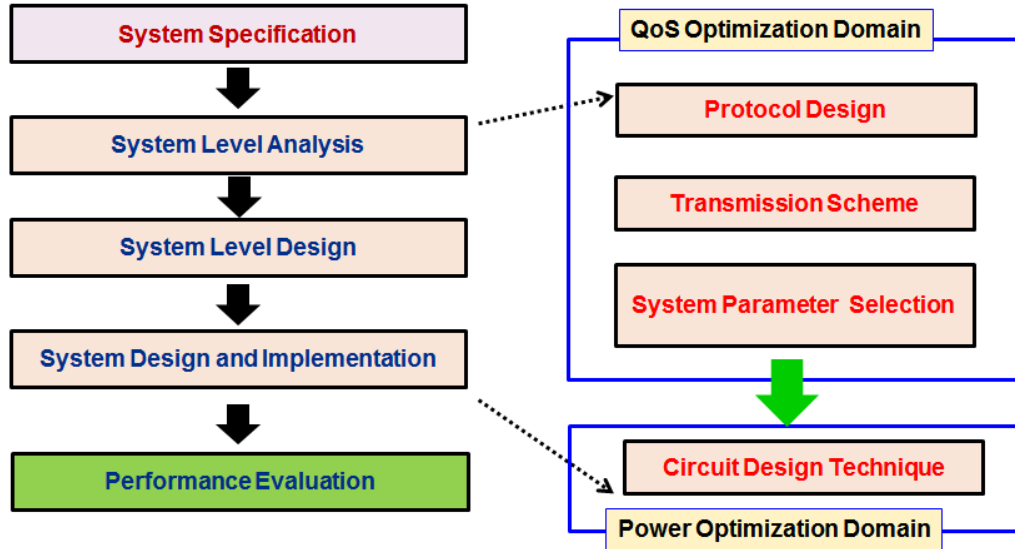 System Specification
System Level Analysis
System Level Design
System Design and Implementation
Performance Evaluation
QoS Optimization Domain
Protocol Design
Transmission Scheme
System Parameter Selection
Circuit Design Technique
Power Optimization Domain